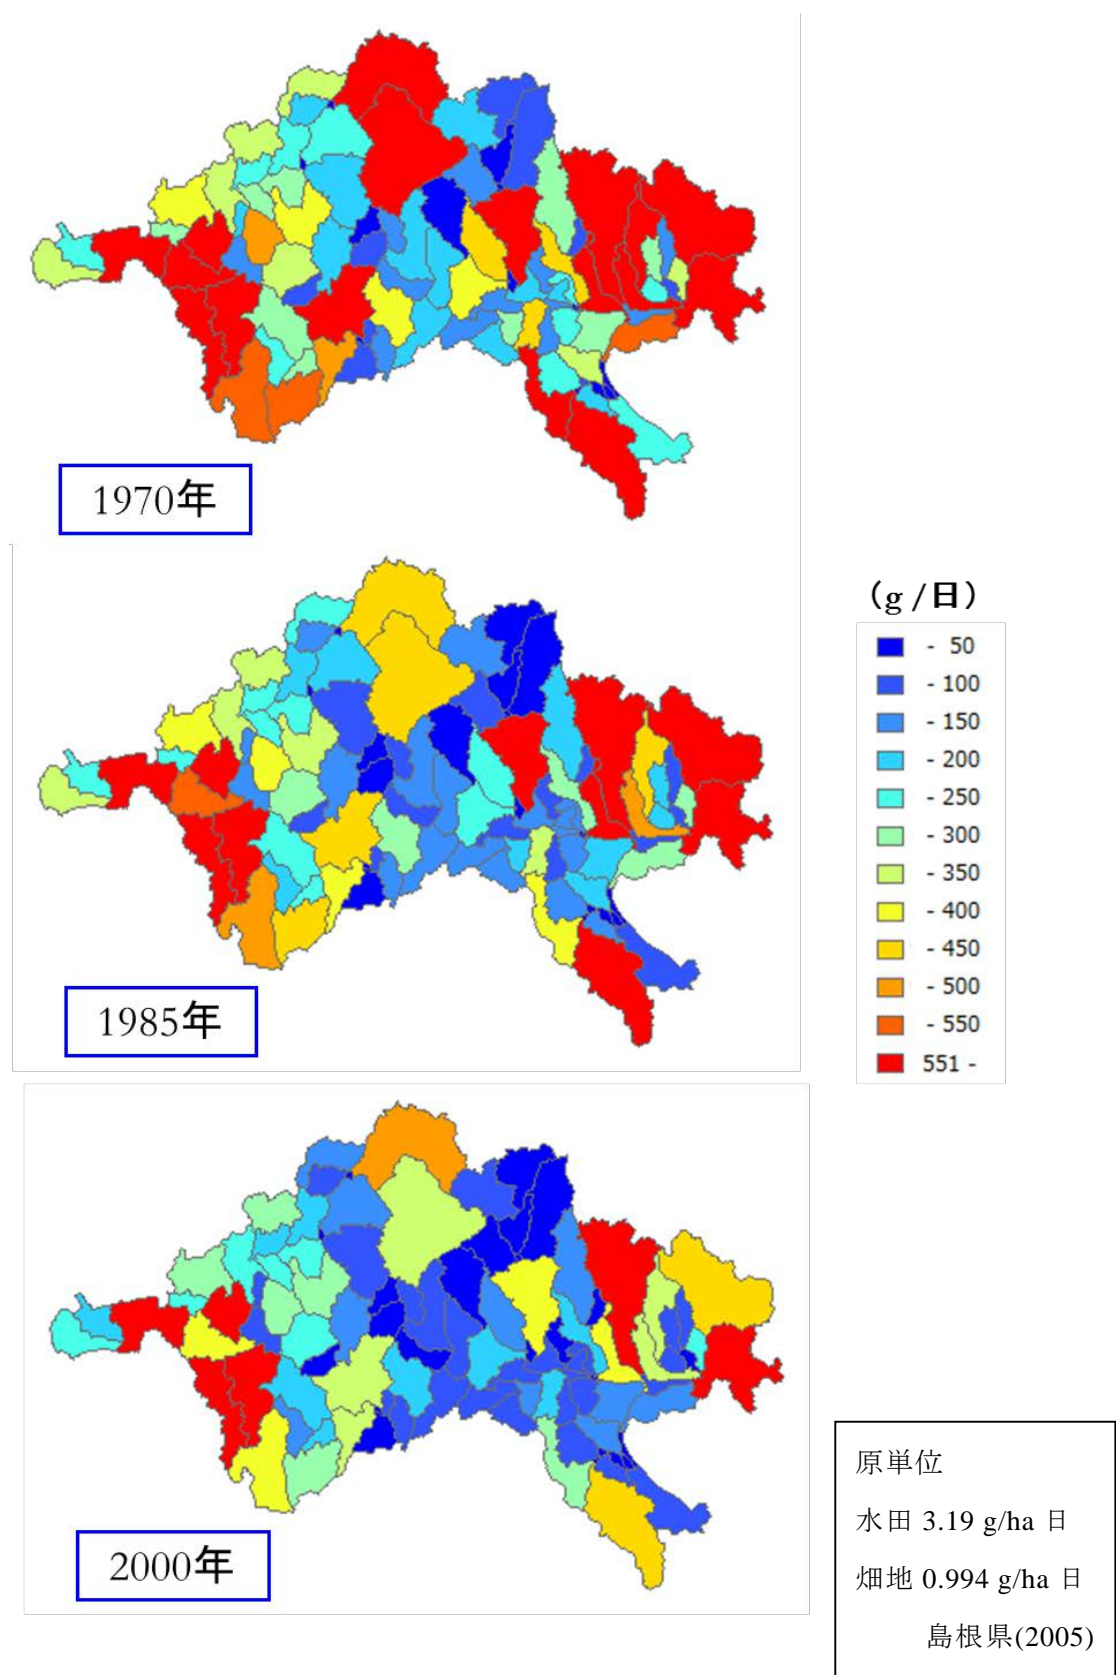 1970年
1985年
(g /日)
- 50
- 100
- 150
- 200
- 250
- 300
- 350
- 400
- 450
- 500
- 550
551 -
2000年
原単位
水田 3.19 g/ha 日
畑地 0.994 g/ha 日
島根県(2005)